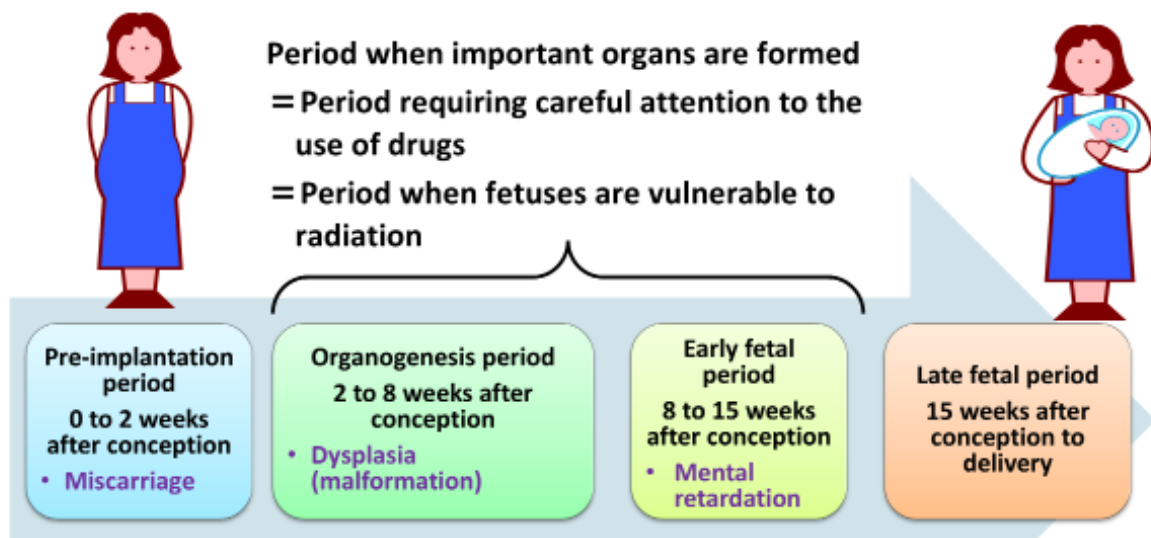 Period when important organs are formed
= Period requiring careful attention to the
use of drugs
= Period when fetuses are vulnerable to
radiation
Pre-implantation
period
0 to 2 weeks
after conception
• Miscarriage
Organogenesis period
2 to 8 weeks after
conception
• Dysplasia
(malformation)
Early fetal
period
8 to 15 weeks
after conception
• Mental
retardation
Late fetal period
15 weeks after
conception to
delivery